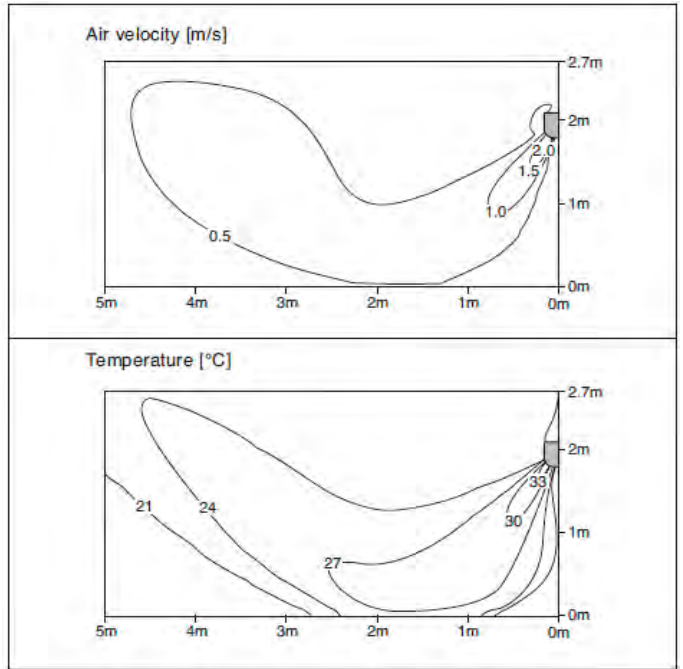 Air velocity [m/s]
2.7m
2m
2.0
1.5
1.0
1m
0.5
0m
5m 4m 3m 2m 1m 0m
Temperature [°C]
2.7m
2m
33
21 24 30
1m
27
0m
5m 4m 3m 2m 1m 0m